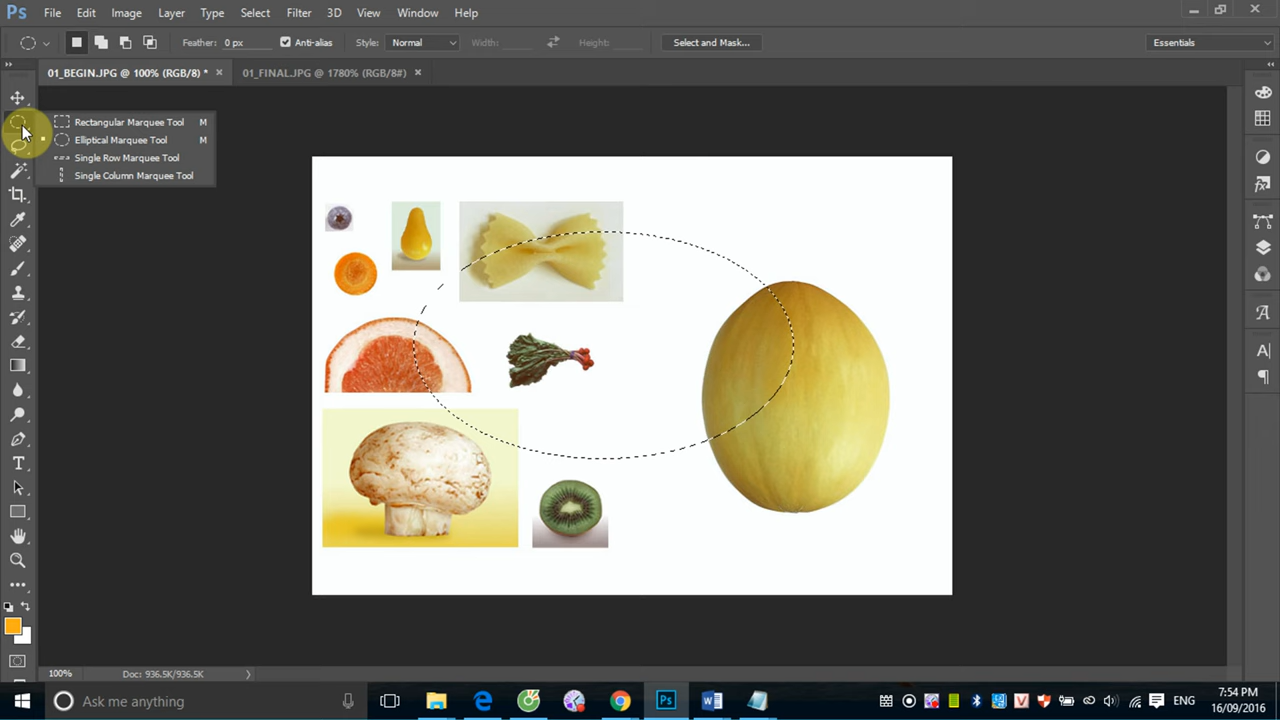 Ps File Edit Image Layer Type Select Filter 3D View Window Help
Feather: 0 px Anti-alias Style: Normal Width: Height: Select and Mask... Essentials
01_BEGIN.JPG @ 100% (RGB/8) * × 01_FINAL.JPG @ 1780% (RGB/8#) ×
Rectangular Marquee Tool M
Elliptical Marquee Tool M
Single Row Marquee Tool
Single Column Marquee Tool
100% Doc: 936.5K/936.5K
Ask me anything
ENG
7:54 PM
16/09/2016